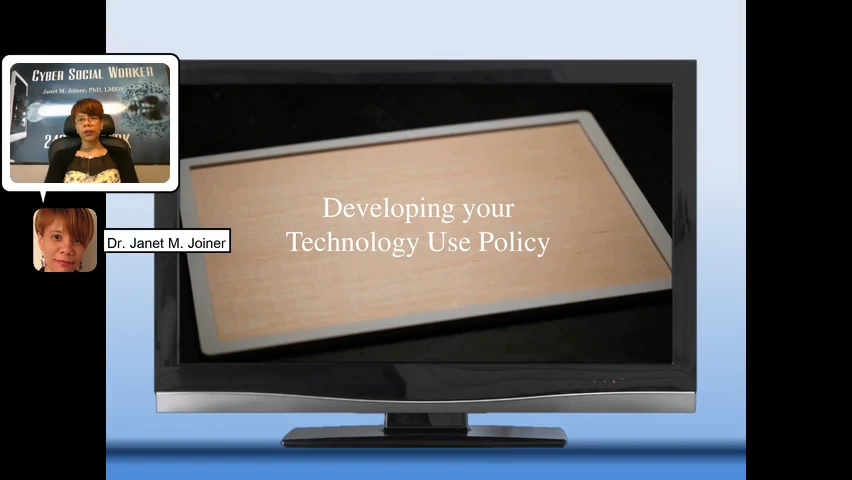 CYBER SOCIAL WORKER
Janet M. Joiner, PhD, LMSW
Dr. Janet M. Joiner
Developing your
Technology Use Policy